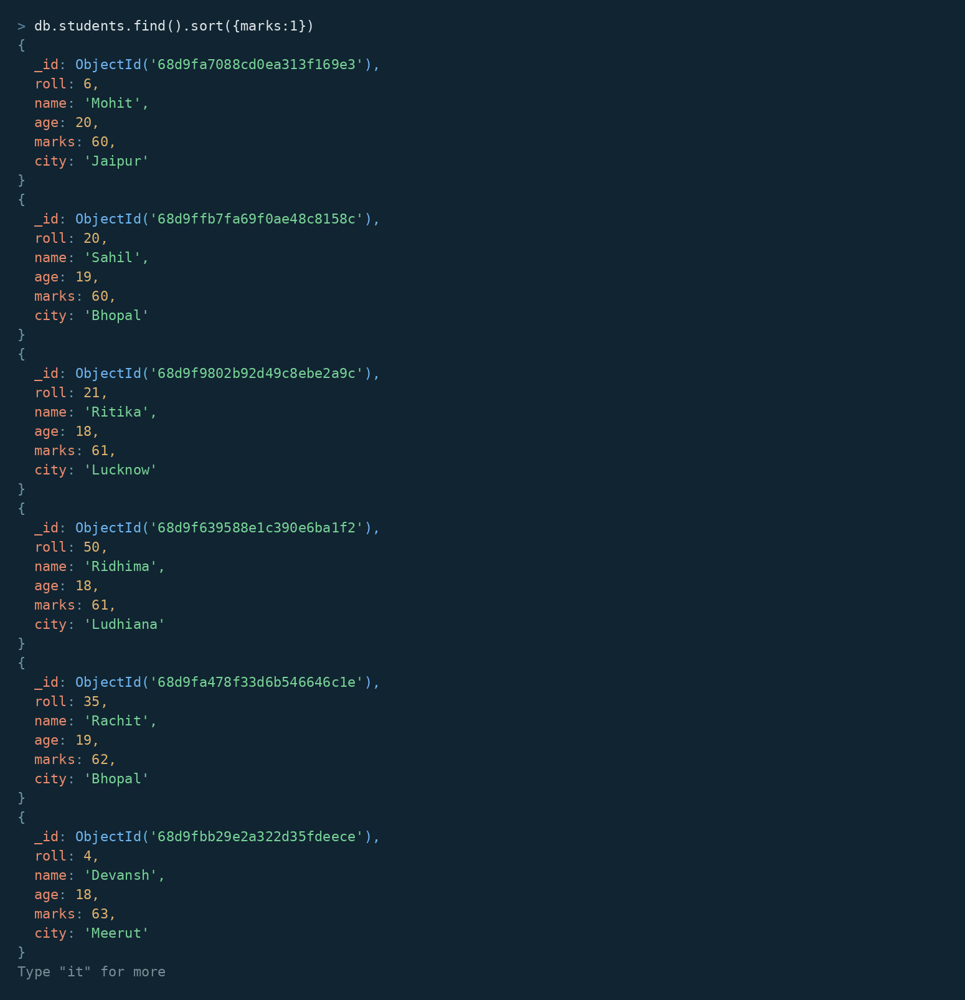 > db.students.find().sort({marks:1})
{
  _id: ObjectId('68d9fa7088cd0ea313f169e3'),
  roll: 6,
  name: 'Mohit',
  age: 20,
  marks: 60,
  city: 'Jaipur'
}
{
  _id: ObjectId('68d9ffb7fa69f0ae48c8158c'),
  roll: 20,
  name: 'Sahil',
  age: 19,
  marks: 60,
  city: 'Bhopal'
}
{
  _id: ObjectId('68d9f9802b92d49c8ebe2a9c'),
  roll: 21,
  name: 'Ritika',
  age: 18,
  marks: 61,
  city: 'Lucknow'
}
{
  _id: ObjectId('68d9f639588e1c390e6ba1f2'),
  roll: 50,
  name: 'Ridhima',
  age: 18,
  marks: 61,
  city: 'Ludhiana'
}
{
  _id: ObjectId('68d9fa478f33d6b546646c1e'),
  roll: 35,
  name: 'Rachit',
  age: 19,
  marks: 62,
  city: 'Bhopal'
}
{
  _id: ObjectId('68d9fbb29e2a322d35fdeece'),
  roll: 4,
  name: 'Devansh',
  age: 18,
  marks: 63,
  city: 'Meerut'
}
Type "it" for more